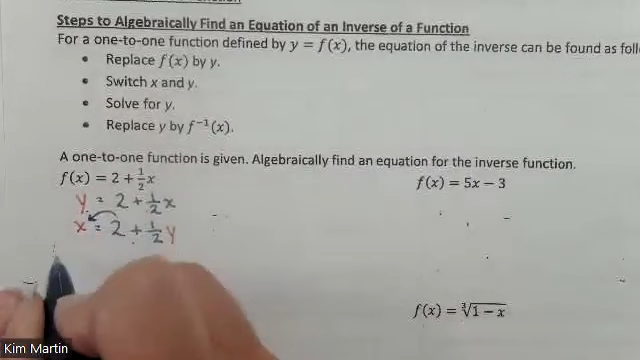 Steps to Algebraically Find an Equation of an Inverse of a Function
For a one-to-one function defined by y = f(x), the equation of the inverse can be found as foll
• Replace f(x) by y.
• Switch x and y.
• Solve for y.
• Replace y by f⁻¹(x).
A one-to-one function is given. Algebraically find an equation for the inverse function.
f(x) = 2 + ½x
f(x) = 5x − 3
y = 2 + ½x
x = 2 + ½y
f(x) = ∛(1 − x)
Kim Martin